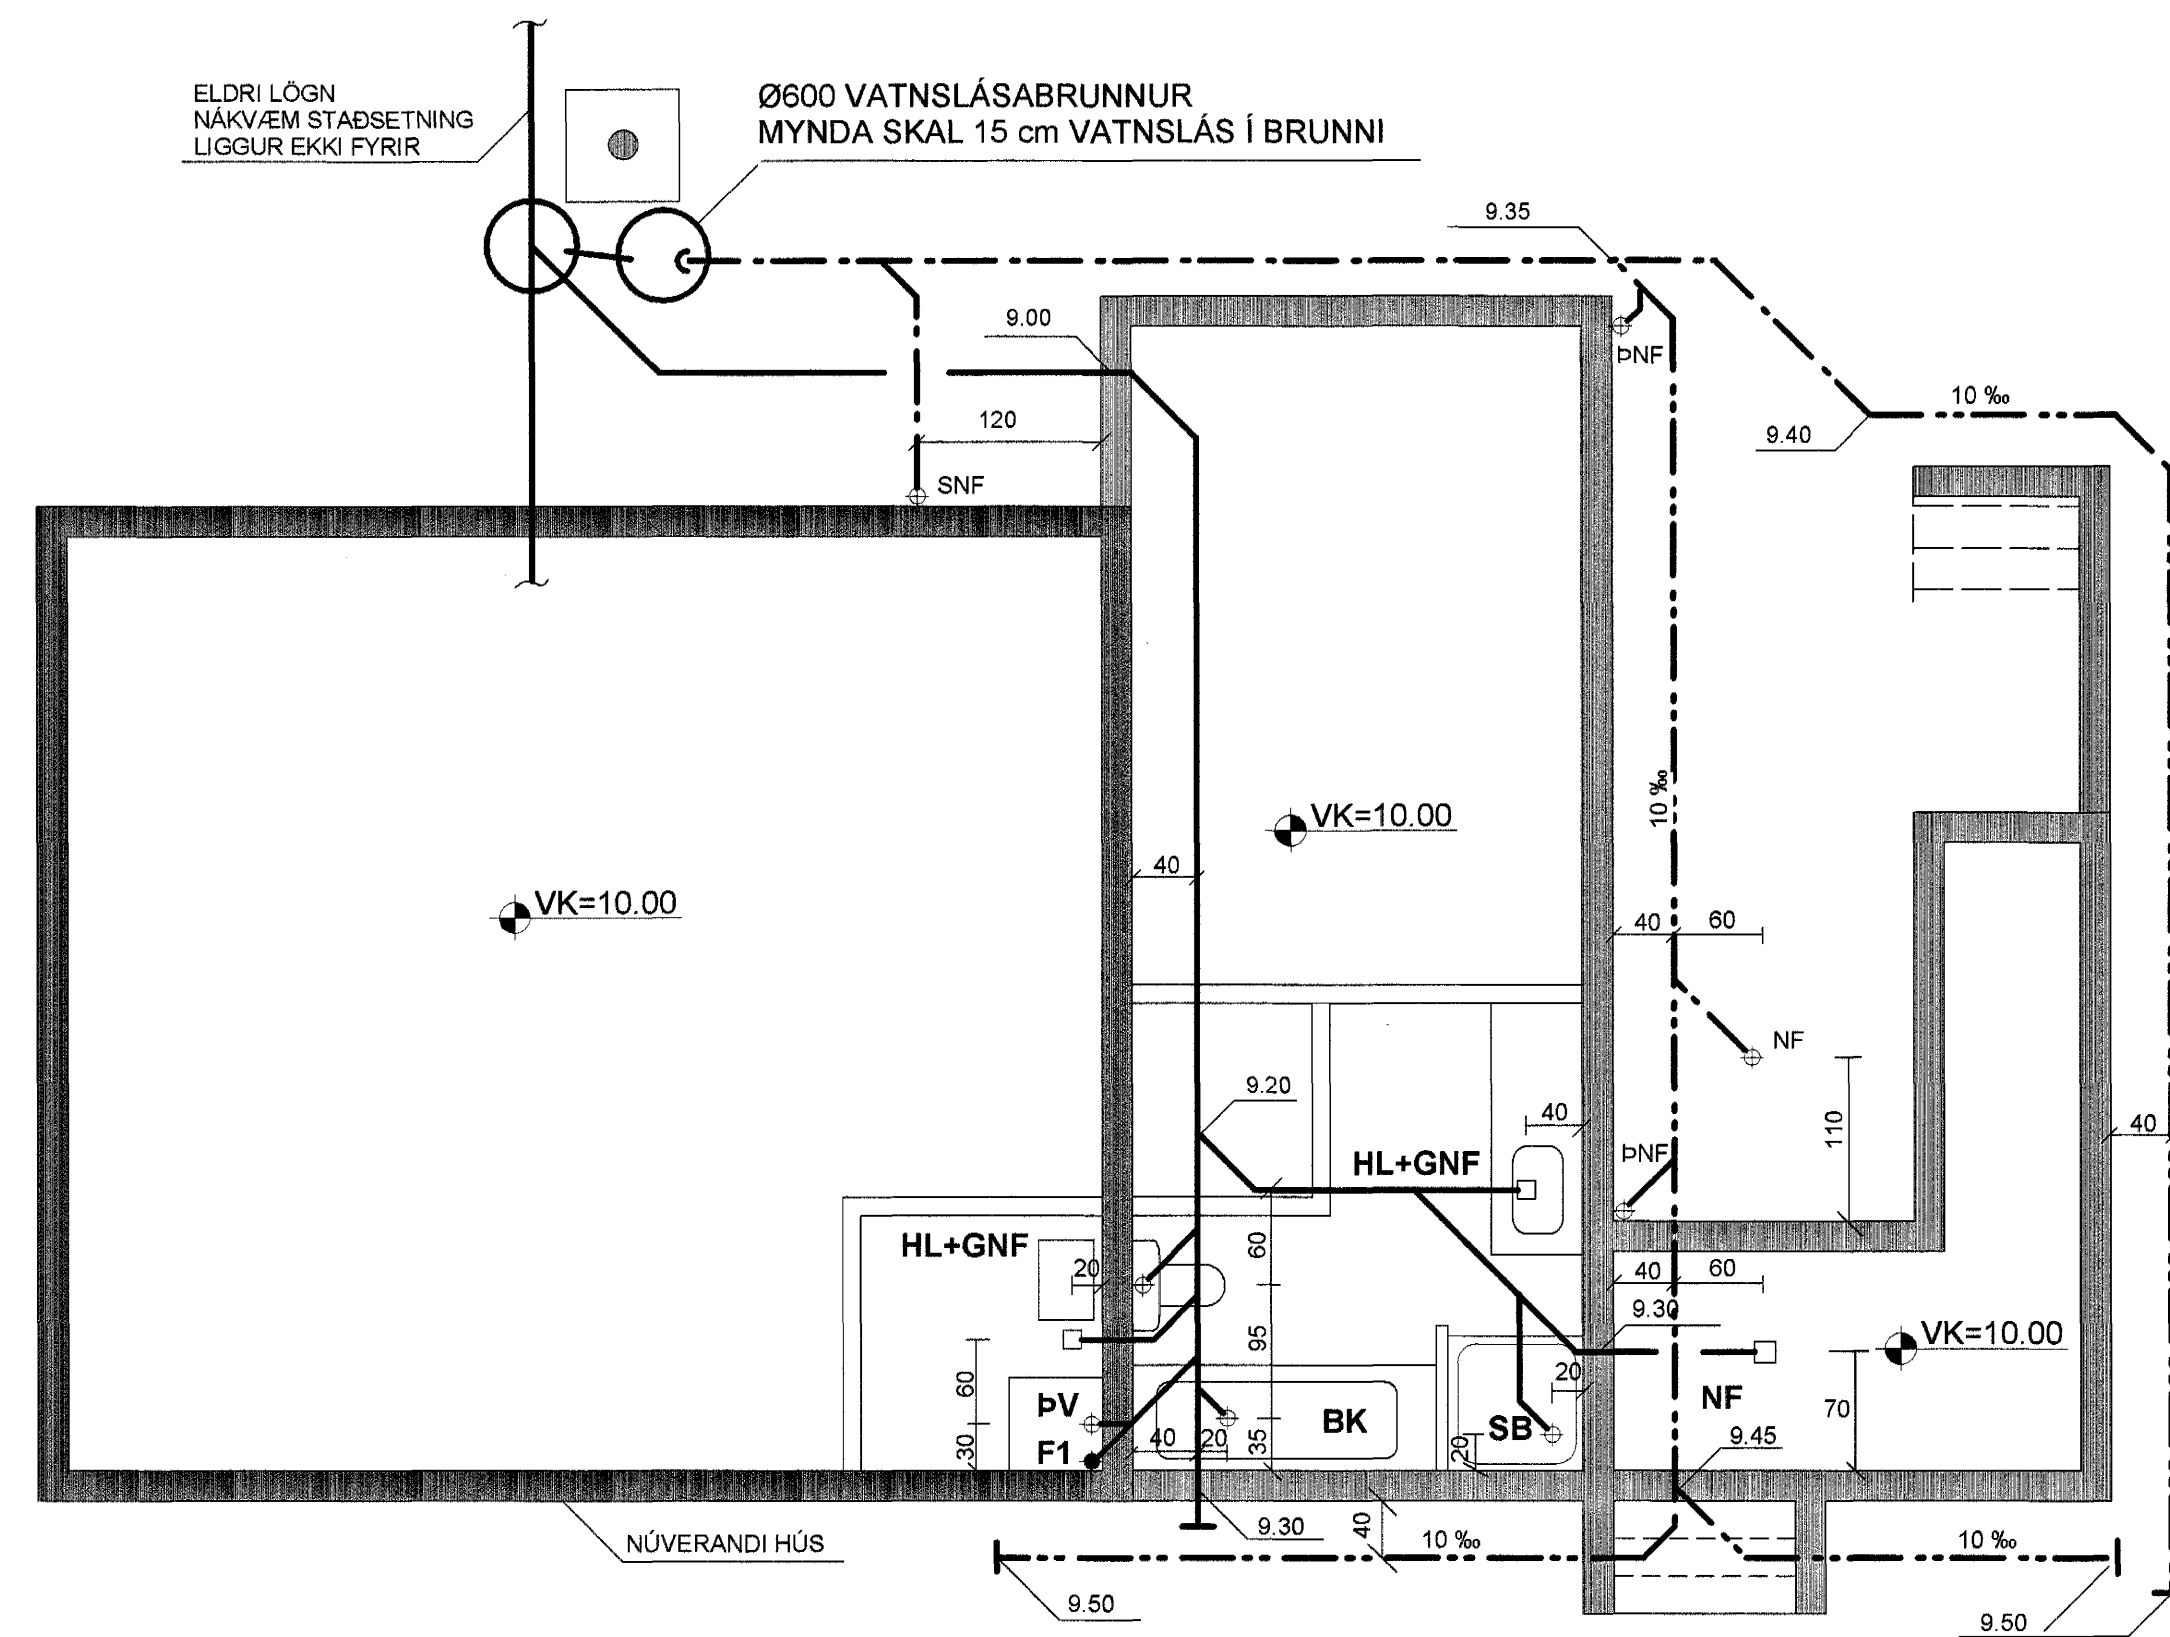 ELDRI LÖGN
NÁKVÆM STAÐSETNING
LIGGUR EKKI FYRIR
Ø600 VATNSLÁSABRUNNUR
MYNDA SKAL 15 cm VATNSLÁS Í BRUNNI
9.35
9.00
ÞNF
10 ‰
9.40
120
SNF
10 ‰
VK=10.00
40
VK=10.00
40
60
NF
9.20
40
110
40
HL+GNF
ÞNF
HL+GNF
20
60
40
60
9.30
VK=10.00
95
60
20
NF
70
ÞV
BK
SB
F1
30
40
20
35
20
9.45
NÚVERANDI HÚS
9.30
40
10 ‰
10 ‰
9.50
9.50